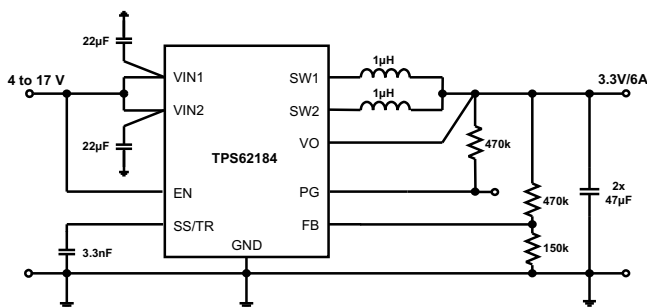 22µF
1µH
4 to 17 V
VIN1
SW1
3.3V/6A
1µH
VIN2
SW2
22µF
TPS62184
VO
470k
EN
PG
470k
2x
47µF
SS/TR
FB
3.3nF
GND
150k